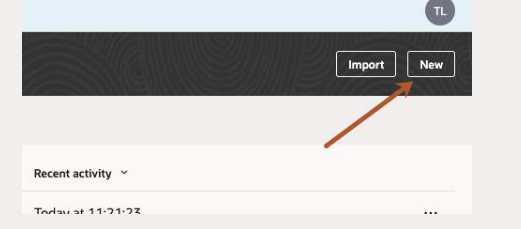 TL
Import New
Recent activity
Today at 11:21:23